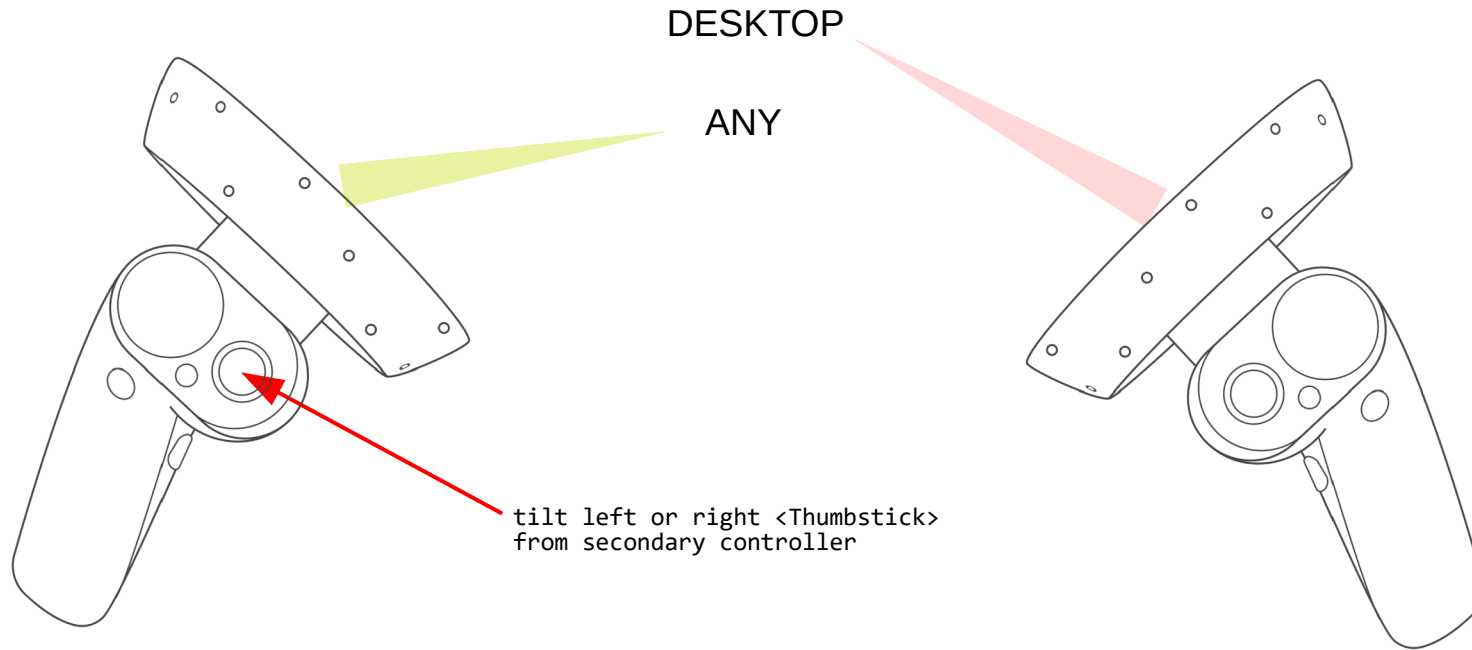 DESKTOP
ANY
tilt left or right <Thumbstick>
from secondary controller